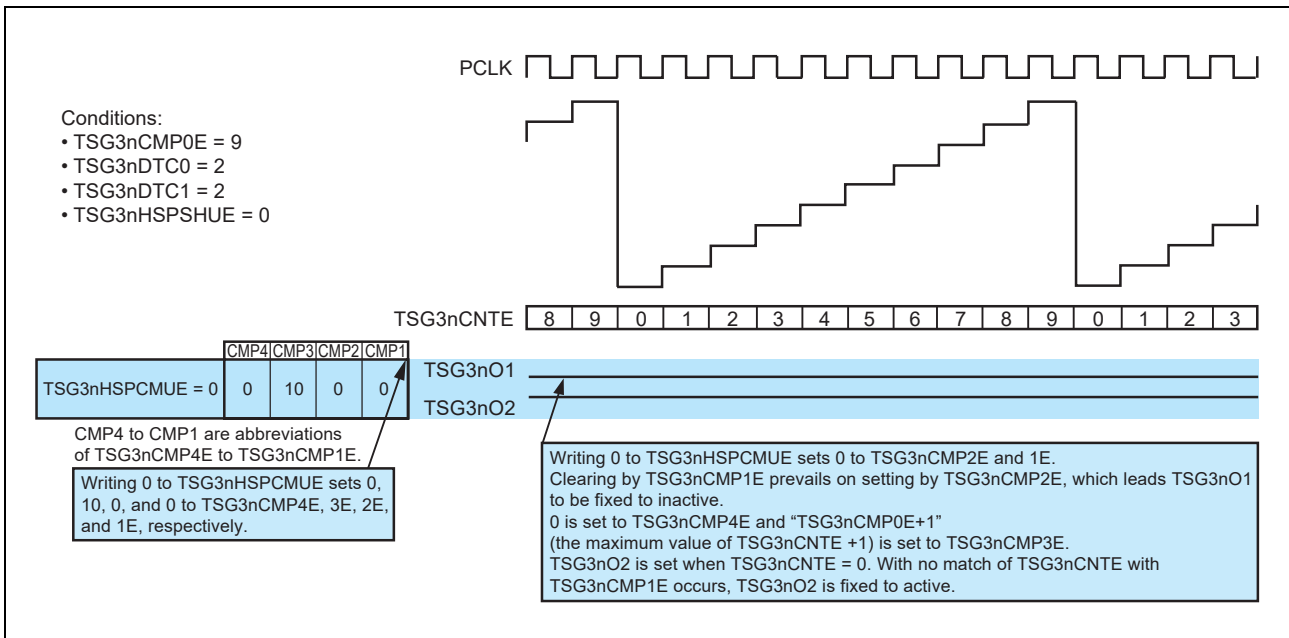 PCLK
Conditions:
• TSG3nCMP0E = 9
• TSG3nDTC0 = 2
• TSG3nDTC1 = 2
• TSG3nHSPSHUE = 0
TSG3nCNTE 8 9 0 1 2 3 4 5 6 7 8 9 0 1 2 3
CMP4 CMP3 CMP2 CMP1
TSG3nHSPCMUE = 0 0 10 0 0
TSG3nO1
TSG3nO2
CMP4 to CMP1 are abbreviations
of TSG3nCMP4E to TSG3nCMP1E.
Writing 0 to TSG3nHSPCMUE sets 0,
10, 0, and 0 to TSG3nCMP4E, 3E, 2E,
and 1E, respectively.
Writing 0 to TSG3nHSPCMUE sets 0 to TSG3nCMP2E and 1E.
Clearing by TSG3nCMP1E prevails on setting by TSG3nCMP2E, which leads TSG3nO1
to be fixed to inactive.
0 is set to TSG3nCMP4E and “TSG3nCMP0E+1”
(the maximum value of TSG3nCNTE +1) is set to TSG3nCMP3E.
TSG3nO2 is set when TSG3nCNTE = 0. With no match of TSG3nCNTE with
TSG3nCMP1E occurs, TSG3nO2 is fixed to active.